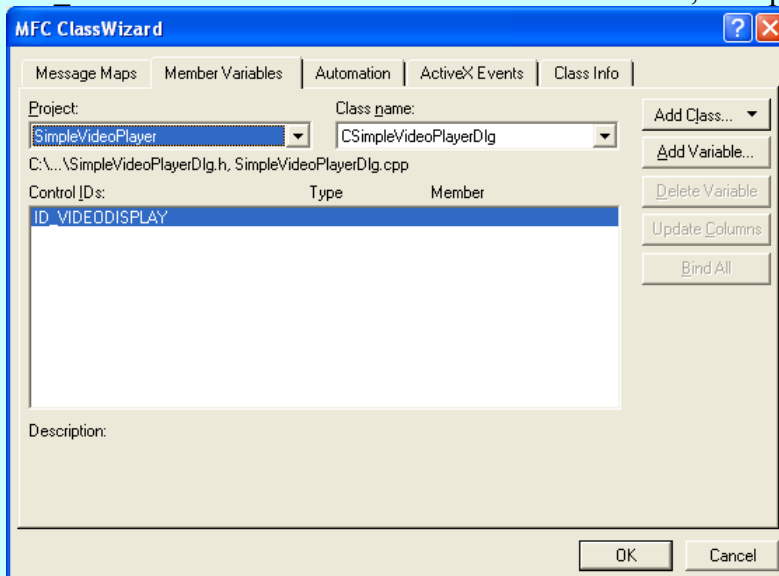 MFC ClassWizard
Message Maps Member Variables Automation ActiveX Events Class Info
Project: Class name:
SimpleVideoPlayer CSimpleVideoPlayerDlg
Add Class...
C:\...\SimpleVideoPlayerDlg.h, SimpleVideoPlayerDlg.cpp
Add Variable...
Control IDs: Type Member
Delete Variable
ID_VIDEODISPLAY
Update Columns
Bind All
Description:
OK Cancel